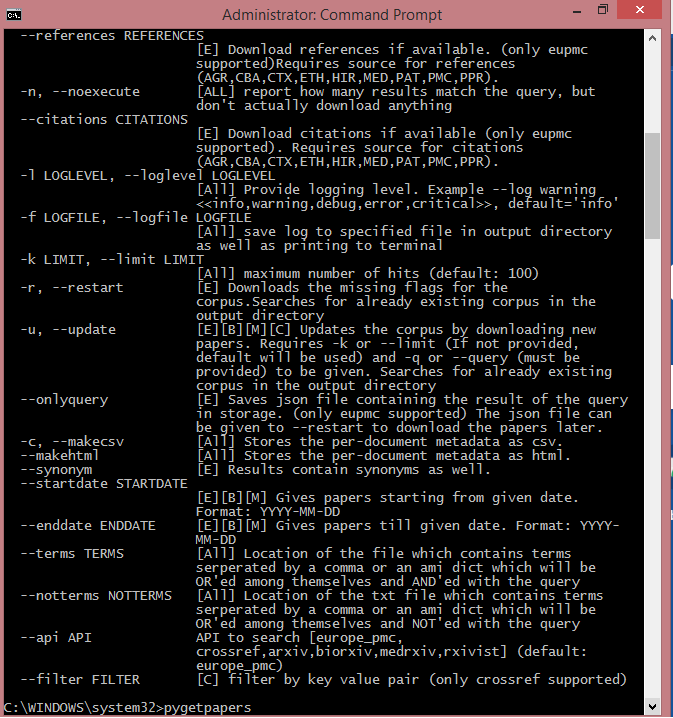 Administrator: Command Prompt
--references REFERENCES
[E] Download references if available. (only eupmc
supported)Requires source for references
(AGR,CBA,CTX,ETH,HIR,MED,PAT,PMC,PPR).
-n, --noexecute [ALL] report how many results match the query, but
don't actually download anything
--citations CITATIONS
[E] Download citations if available (only eupmc
supported). Requires source for citations
(AGR,CBA,CTX,ETH,HIR,MED,PAT,PMC,PPR).
-l LOGLEVEL, --loglevel LOGLEVEL
[All] Provide logging level. Example --log warning
<<info,warning,debug,error,critical>>, default='info'
-f LOGFILE, --logfile LOGFILE
[All] save log to specified file in output directory
as well as printing to terminal
-k LIMIT, --limit LIMIT
[All] maximum number of hits (default: 100)
-r, --restart [E] Downloads the missing flags for the
corpus.Searches for already existing corpus in the
output directory
-u, --update [E][B][M][C] Updates the corpus by downloading new
papers. Requires -k or --limit (If not provided,
default will be used) and -q or --query (must be
provided) to be given. Searches for already existing
corpus in the output directory
--onlyquery [E] Saves json file containing the result of the query
in storage. (only eupmc supported) The json file can
be given to --restart to download the papers later.
-c, --makecsv [All] Stores the per-document metadata as csv.
--makehtml [All] Stores the per-document metadata as html.
--synonym [E] Results contain synonyms as well.
--startdate STARTDATE
[E][B][M] Gives papers starting from given date.
Format: YYYY-MM-DD
--enddate ENDDATE [E][B][M] Gives papers till given date. Format: YYYY-
MM-DD
--terms TERMS [All] Location of the file which contains terms
serperated by a comma or an ami dict which will be
OR'ed among themselves and AND'ed with the query
--notterms NOTTERMS [All] Location of the txt file which contains terms
serperated by a comma or an ami dict which will be
OR'ed among themselves and NOT'ed with the query
--api API API to search [europe_pmc,
crossref,arxiv,biorxiv,medrxiv,rxivist] (default:
europe_pmc)
--filter FILTER [C] filter by key value pair (only crossref supported)
C:\WINDOWS\system32>pygetpapers